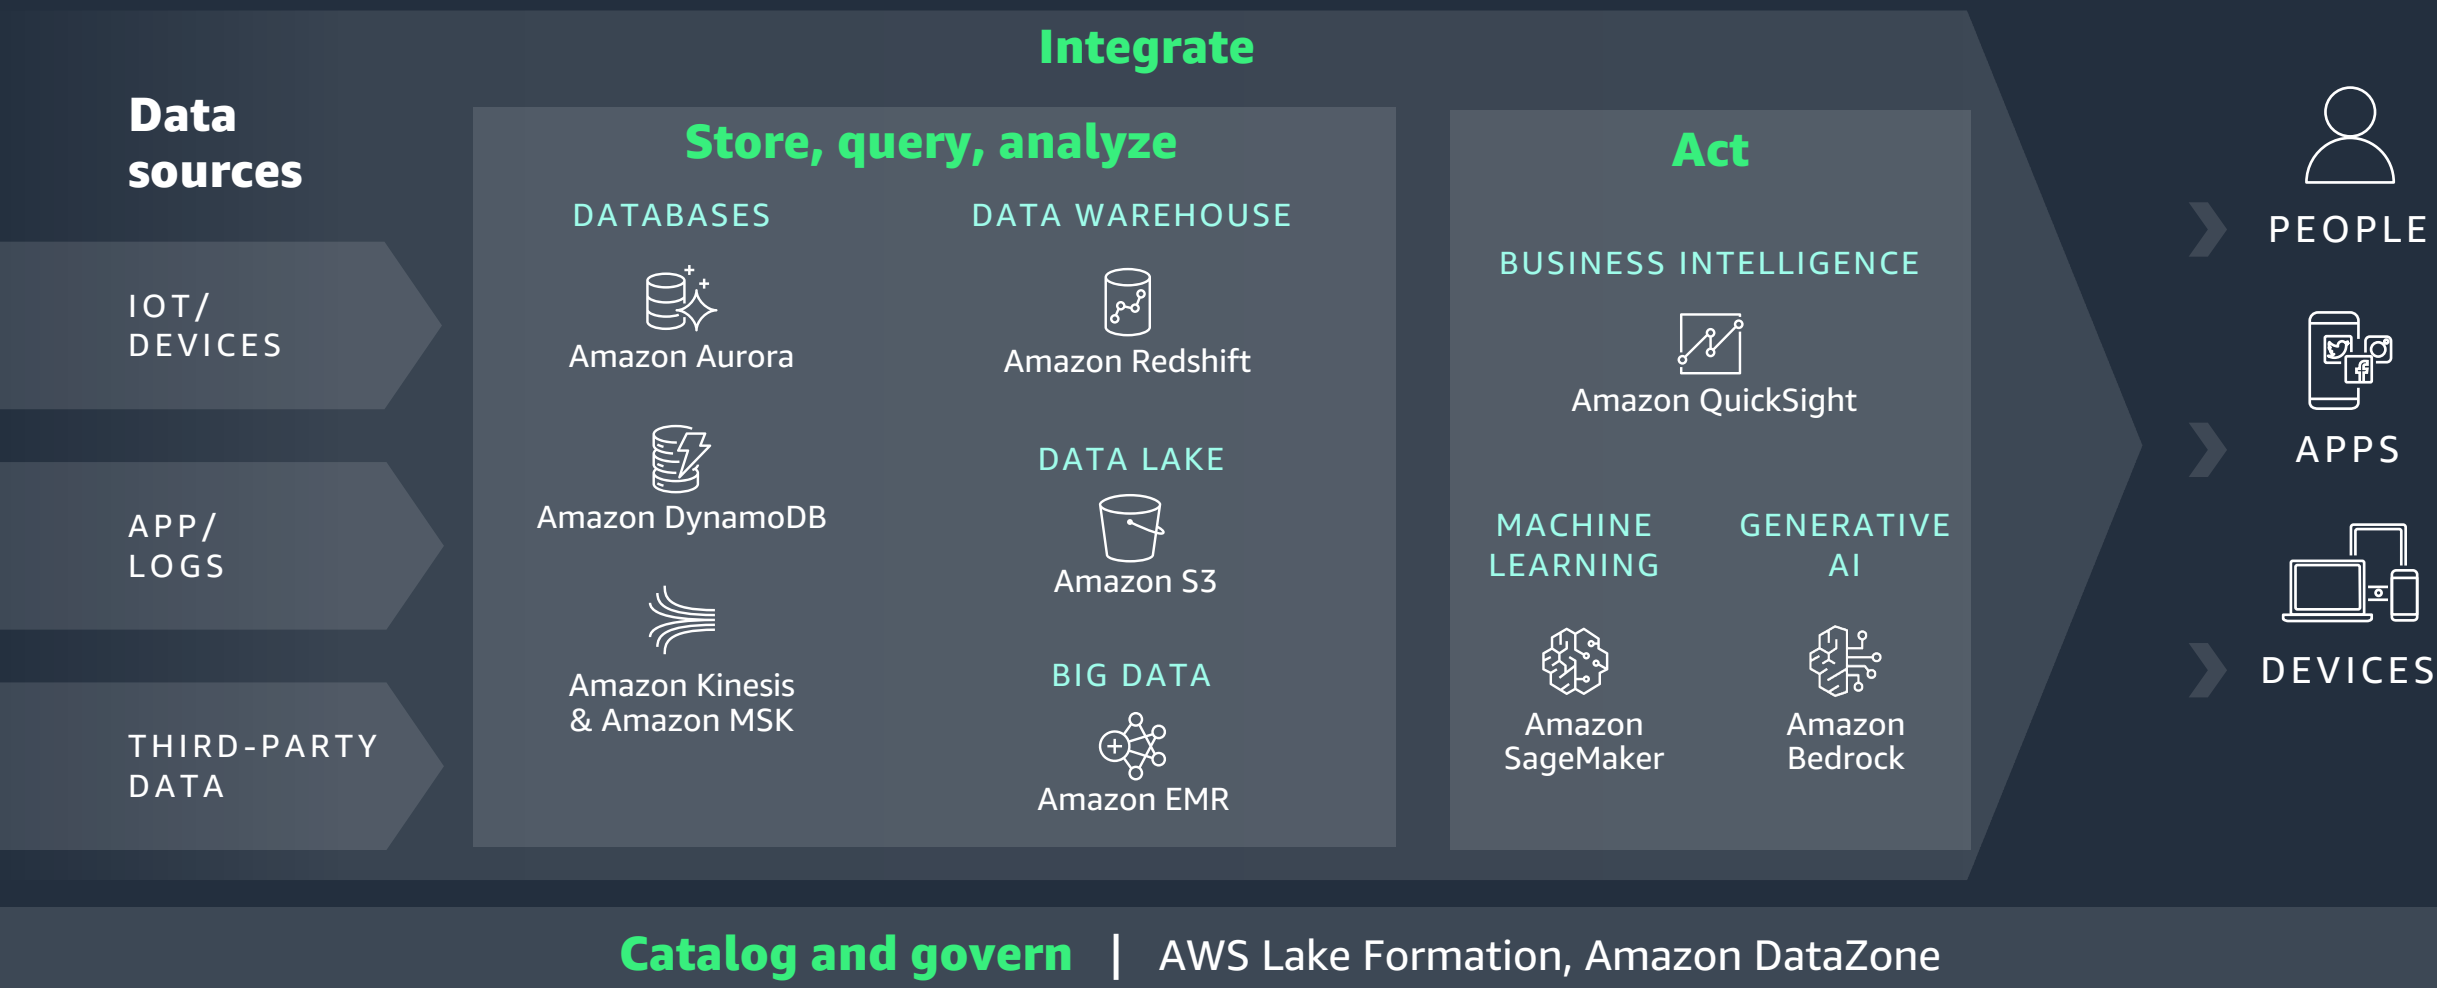 Integrate
Data
sources
IOT/
DEVICES
APP/
LOGS
THIRD-PARTY
DATA
Store, query, analyze
DATABASES
Amazon Aurora
Amazon DynamoDB
Amazon Kinesis
& Amazon MSK
DATA WAREHOUSE
Amazon Redshift
DATA LAKE
Amazon S3
BIG DATA
Amazon EMR
Act
BUSINESS INTELLIGENCE
Amazon QuickSight
MACHINE
LEARNING
Amazon
SageMaker
GENERATIVE
AI
Amazon
Bedrock
PEOPLE
APPS
DEVICES
Catalog and govern | AWS Lake Formation, Amazon DataZone